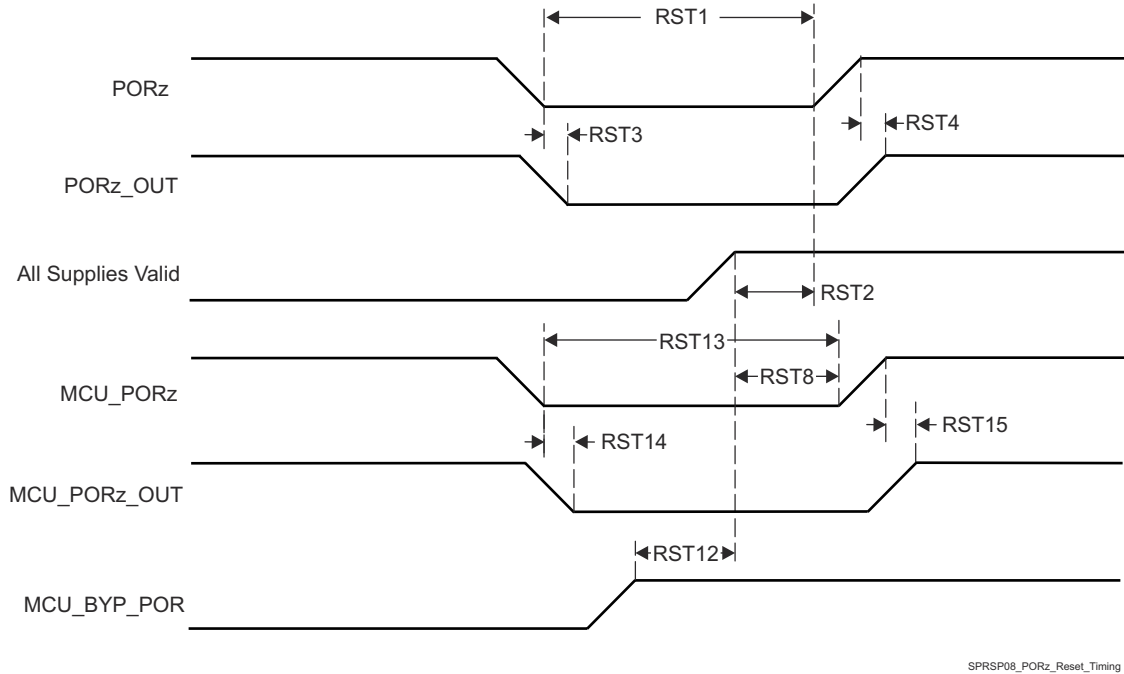 RST1
PORz
RST3
RST4
PORz_OUT
All Supplies Valid
RST2
RST13
RST8
MCU_PORz
RST14
RST15
MCU_PORz_OUT
RST12
MCU_BYP_POR
SPRSP08_PORz_Reset_Timing